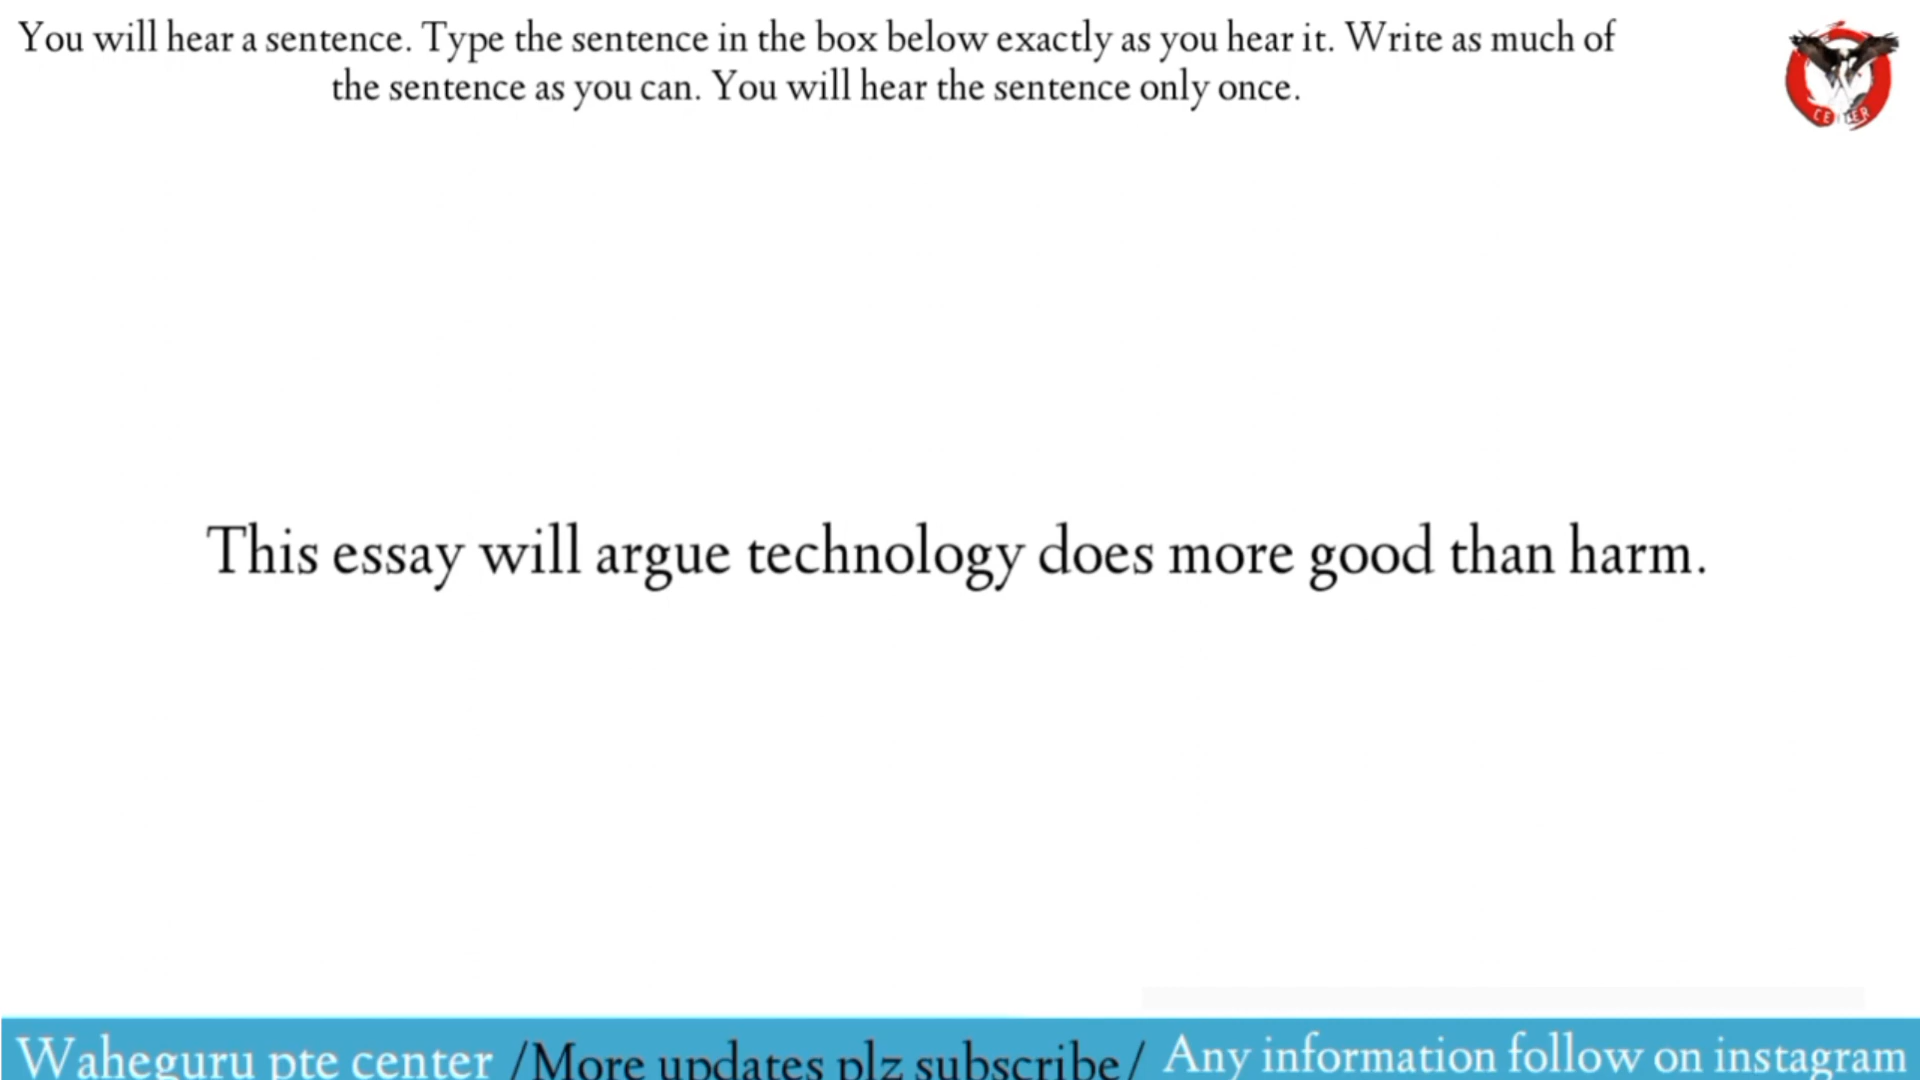 You will hear a sentence. Type the sentence in the box below exactly as you hear it. Write as much of
the sentence as you can. You will hear the sentence only once.
CENTER
This essay will argue technology does more good than harm.
Waheguru pte center /More updates plz subscribe/ Any information follow on instagram